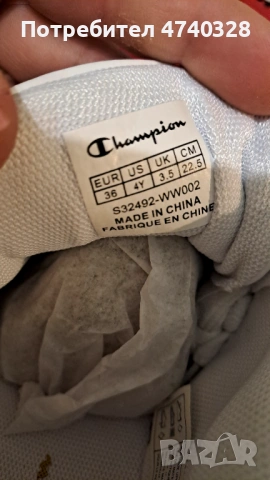 Потребител 4740328
Champion
EUR US UK CM
36 4Y 3,5 22.5
S32492-WW002
MADE IN CHINA
FABRIQUE EN CHINE
BAZAR